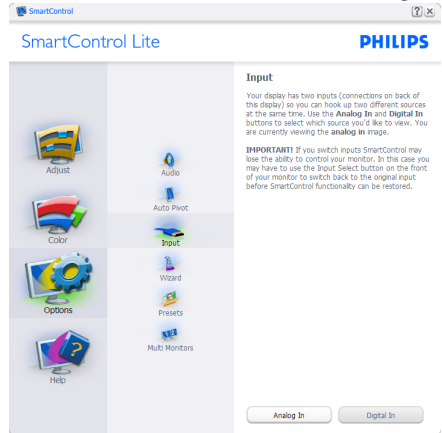 SmartControl
SmartControl Lite
PHILIPS
Adjust
Color
Options
Help
Audio
Auto Pivot
Input
Wizard
Presets
Multi Monitors
Input
Your display has two inputs (connections on back of
this display) so you can hook up two different sources
at the same time. Use the Analog In and Digital In
buttons to select which source you'd like to view. You
are currently viewing the analog in image.
IMPORTANT! If you switch inputs SmartControl may
lose the ability to control your monitor. In this case you
may have to use the Input Select button on the front
of your monitor to switch back to the original input
before SmartControl functionality can be restored.
Analog In
Digital In